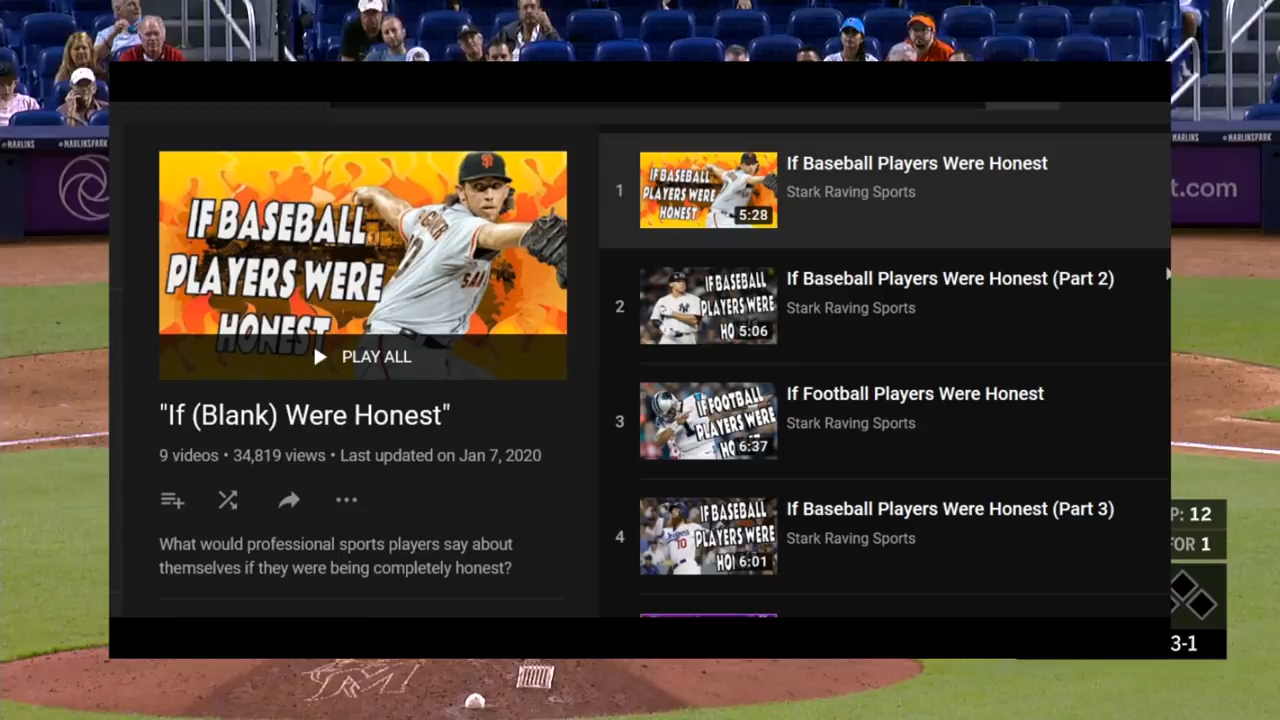 #MARLINS
#MARLINSPARK
MARLINS
#MARLINSPARK
t.com
IF BASEBALL
PLAYERS WERE
HONEST
PLAY ALL
"If (Blank) Were Honest"
9 videos • 34,819 views • Last updated on Jan 7, 2020
What would professional sports players say about
themselves if they were being completely honest?
1
IF BASEBALL
PLAYERS WERE
HONEST
5:28
If Baseball Players Were Honest
Stark Raving Sports
2
IF BASEBALL
PLAYERS WERE
HO
5:06
If Baseball Players Were Honest (Part 2)
Stark Raving Sports
3
IF FOOTBALL
PLAYERS WERE
HO
6:37
If Football Players Were Honest
Stark Raving Sports
4
IF BASEBALL
PLAYERS WERE
HO
6:01
If Baseball Players Were Honest (Part 3)
Stark Raving Sports
P: 12
FOR 1
3-1